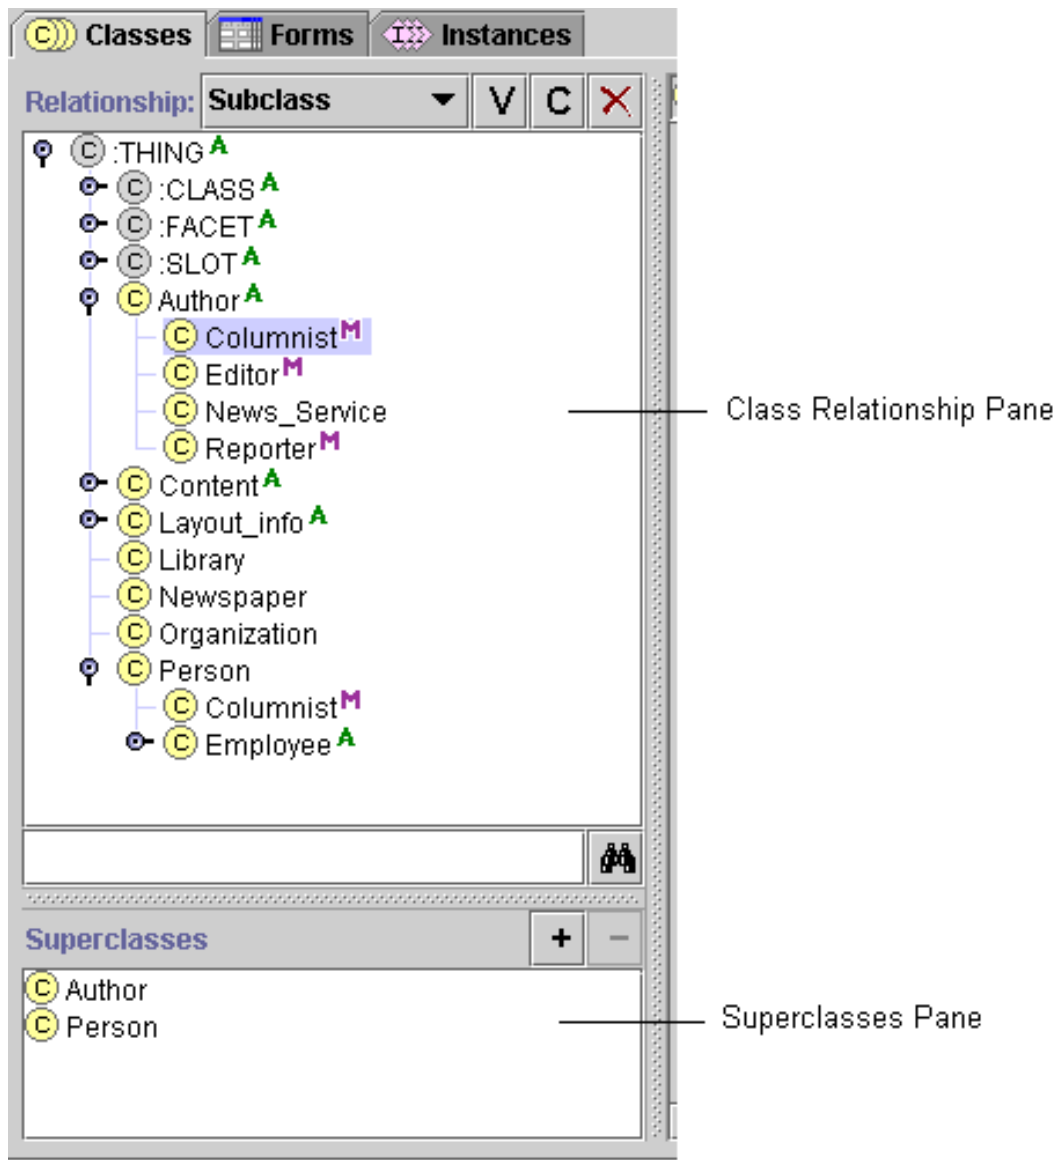 C Classes Forms III Instances
Relationship: Subclass V C
C :THING A
C :CLASS A
C :FACET A
C :SLOT A
C Author A
C Columnist M
C Editor M
C News_Service
C Reporter M
C Content A
C Layout_info A
C Library
C Newspaper
C Organization
C Person
C Columnist M
C Employee A
Class Relationship Pane
Superclasses + −
C Author
C Person
Superclasses Pane